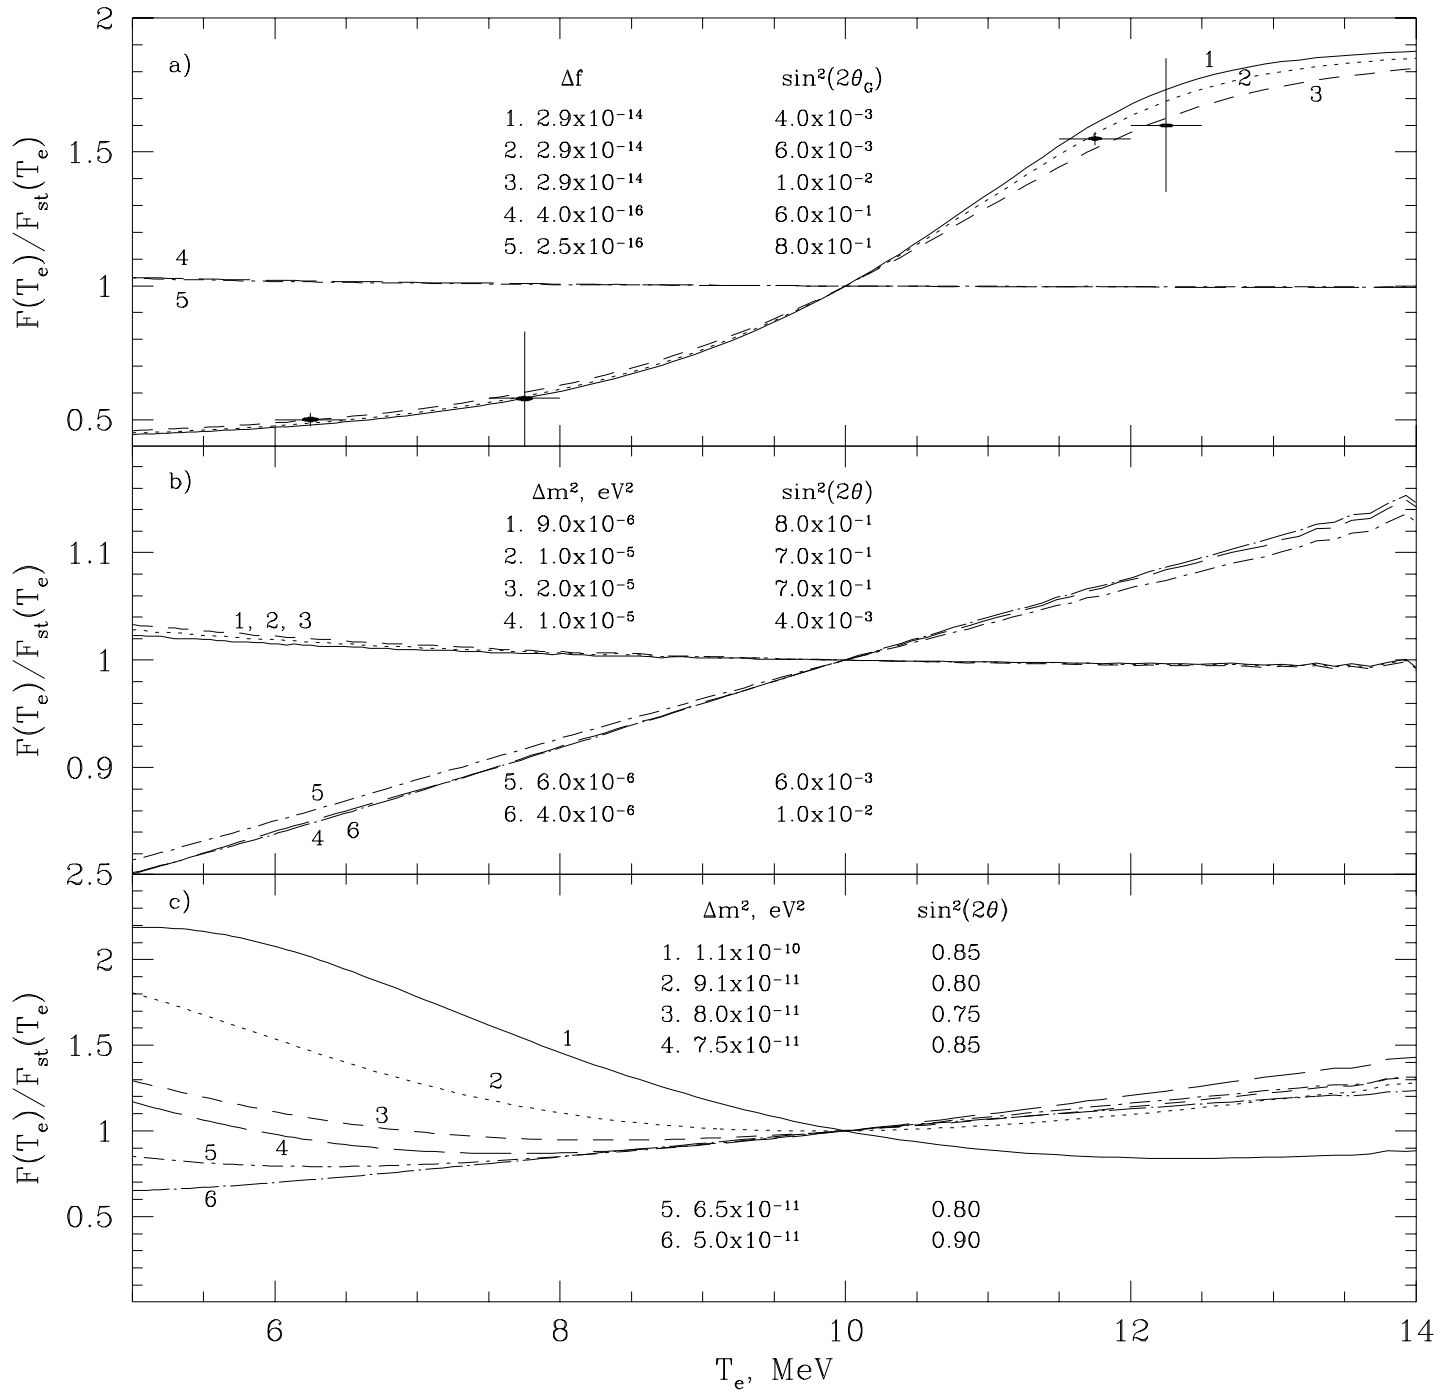 2
a)
Δf sin²(2θ_G)
1. 2.9x10⁻¹⁴ 4.0x10⁻³
2. 2.9x10⁻¹⁴ 6.0x10⁻³
3. 2.9x10⁻¹⁴ 1.0x10⁻²
4. 4.0x10⁻¹⁶ 6.0x10⁻¹
5. 2.5x10⁻¹⁶ 8.0x10⁻¹
1
2
3
4
5
1.5
1
0.5
F(T_e)/F_st(T_e)
b)
Δm², eV² sin²(2θ)
1. 9.0x10⁻⁶ 8.0x10⁻¹
2. 1.0x10⁻⁵ 7.0x10⁻¹
3. 2.0x10⁻⁵ 7.0x10⁻¹
4. 1.0x10⁻⁵ 4.0x10⁻³
1, 2, 3
5. 6.0x10⁻⁶ 6.0x10⁻³
6. 4.0x10⁻⁶ 1.0x10⁻²
5
4
6
1.1
1
0.9
F(T_e)/F_st(T_e)
2.5
c)
Δm², eV² sin²(2θ)
1. 1.1x10⁻¹⁰ 0.85
2. 9.1x10⁻¹¹ 0.80
3. 8.0x10⁻¹¹ 0.75
4. 7.5x10⁻¹¹ 0.85
1
2
3
4
5
6
5. 6.5x10⁻¹¹ 0.80
6. 5.0x10⁻¹¹ 0.90
2
1.5
1
0.5
F(T_e)/F_st(T_e)
6 8 10 12 14
T_e, MeV